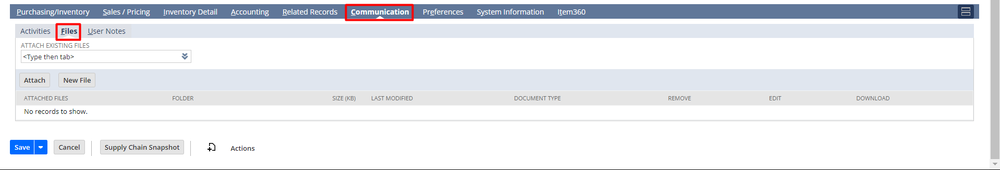 Purchasing/Inventory Sales / Pricing Inventory Detail Accounting Related Records Communication Preferences System Information Item360
Activities Files User Notes
ATTACH EXISTING FILES
<Type then tab>
Attach New File
ATTACHED FILES FOLDER SIZE (KB) LAST MODIFIED DOCUMENT TYPE REMOVE EDIT DOWNLOAD
No records to show.
Save Cancel Supply Chain Snapshot Actions